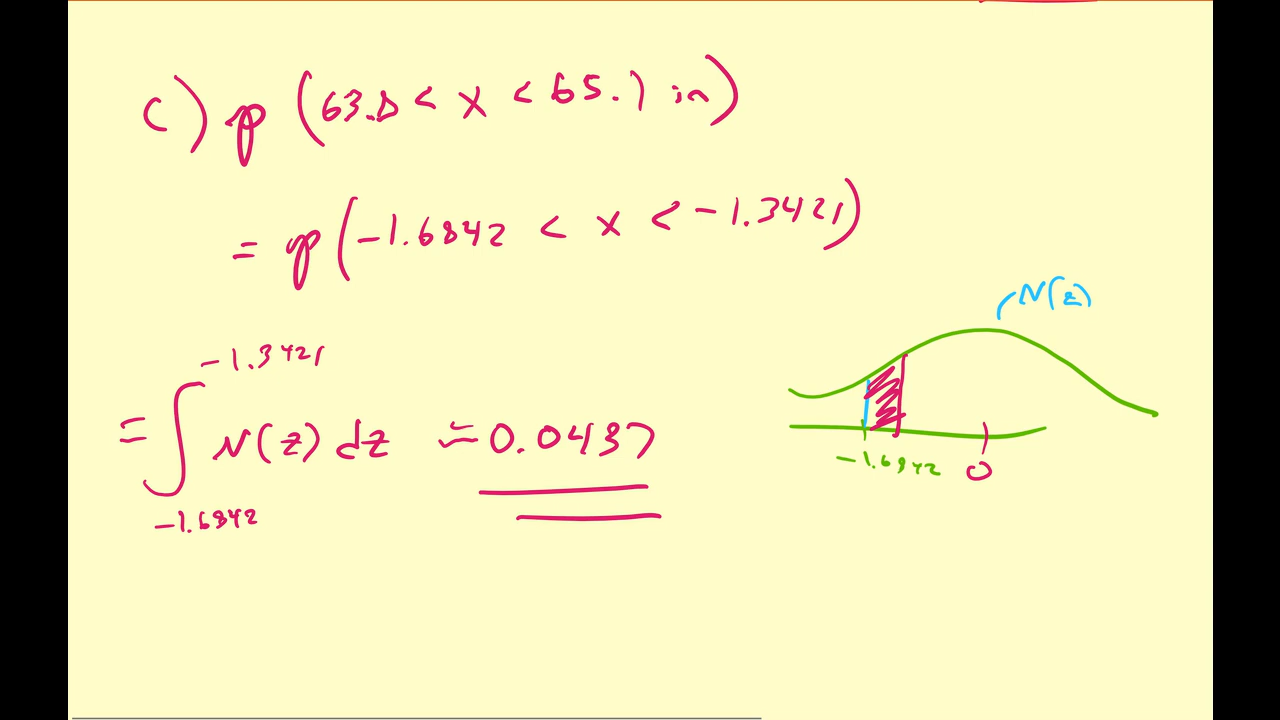 c) p (63.8 < x < 65.1 in)
= p(-1.6842 < x < -1.3421)
N(z)
-1.3421
= ∫ N(z) dz ≈ 0.0437
-1.6842
-1.6842 0